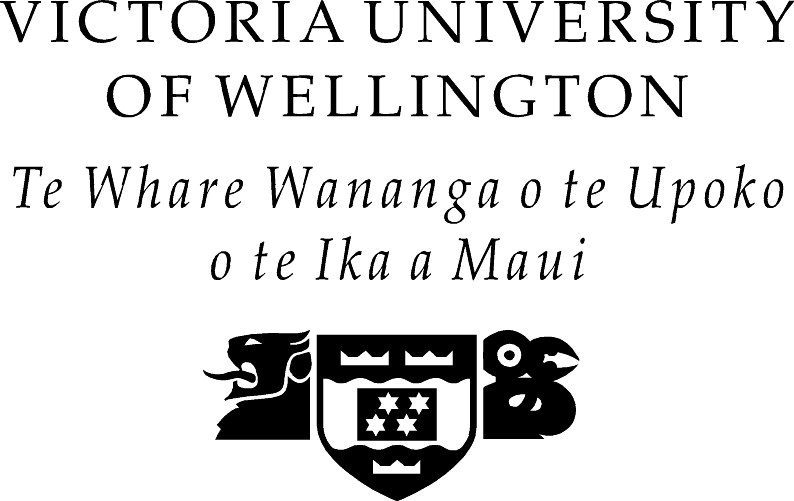 VICTORIA UNIVERSITY
OF WELLINGTON
Te Whare Wananga o te Upoko
o te Ika a Maui